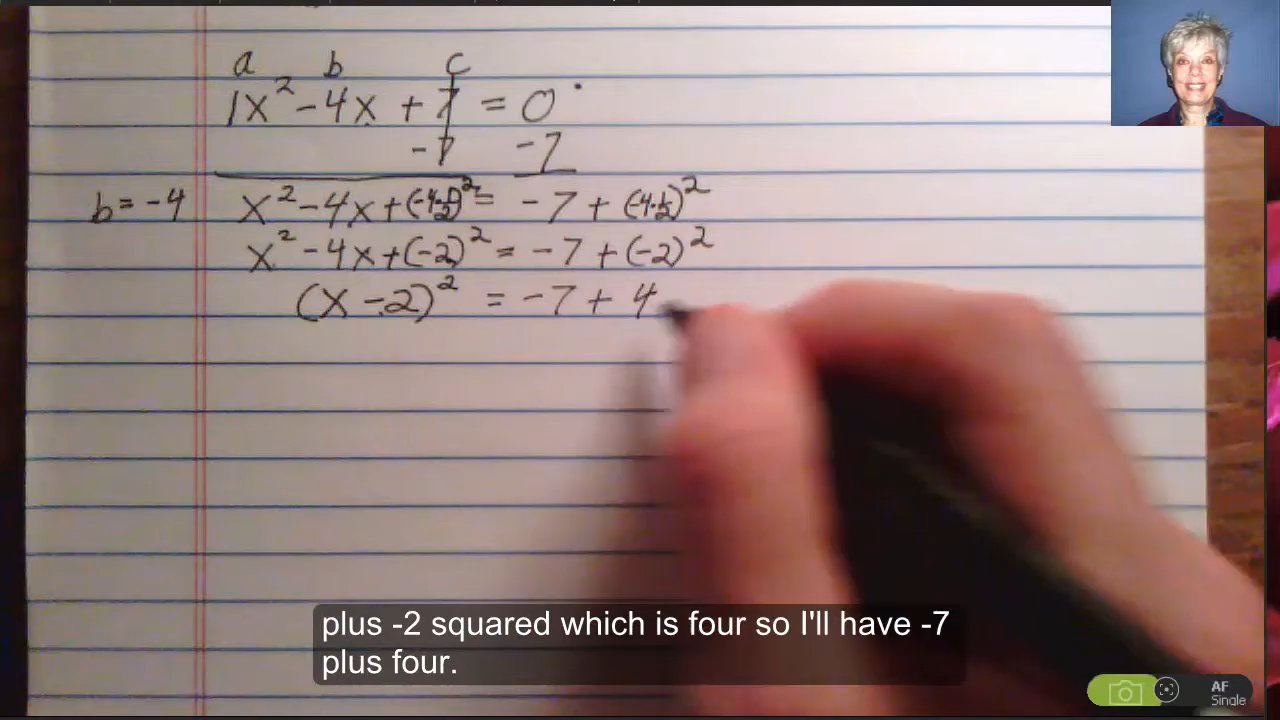 a b c
1x² - 4x + 7 = 0
-7 -7
b = -4 x² - 4x + (-4·½)² = -7 + (-4·½)²
x² - 4x + (-2)² = -7 + (-2)²
(x - 2)² = -7 + 4
plus -2 squared which is four so I'll have -7
plus four.
AF
Single